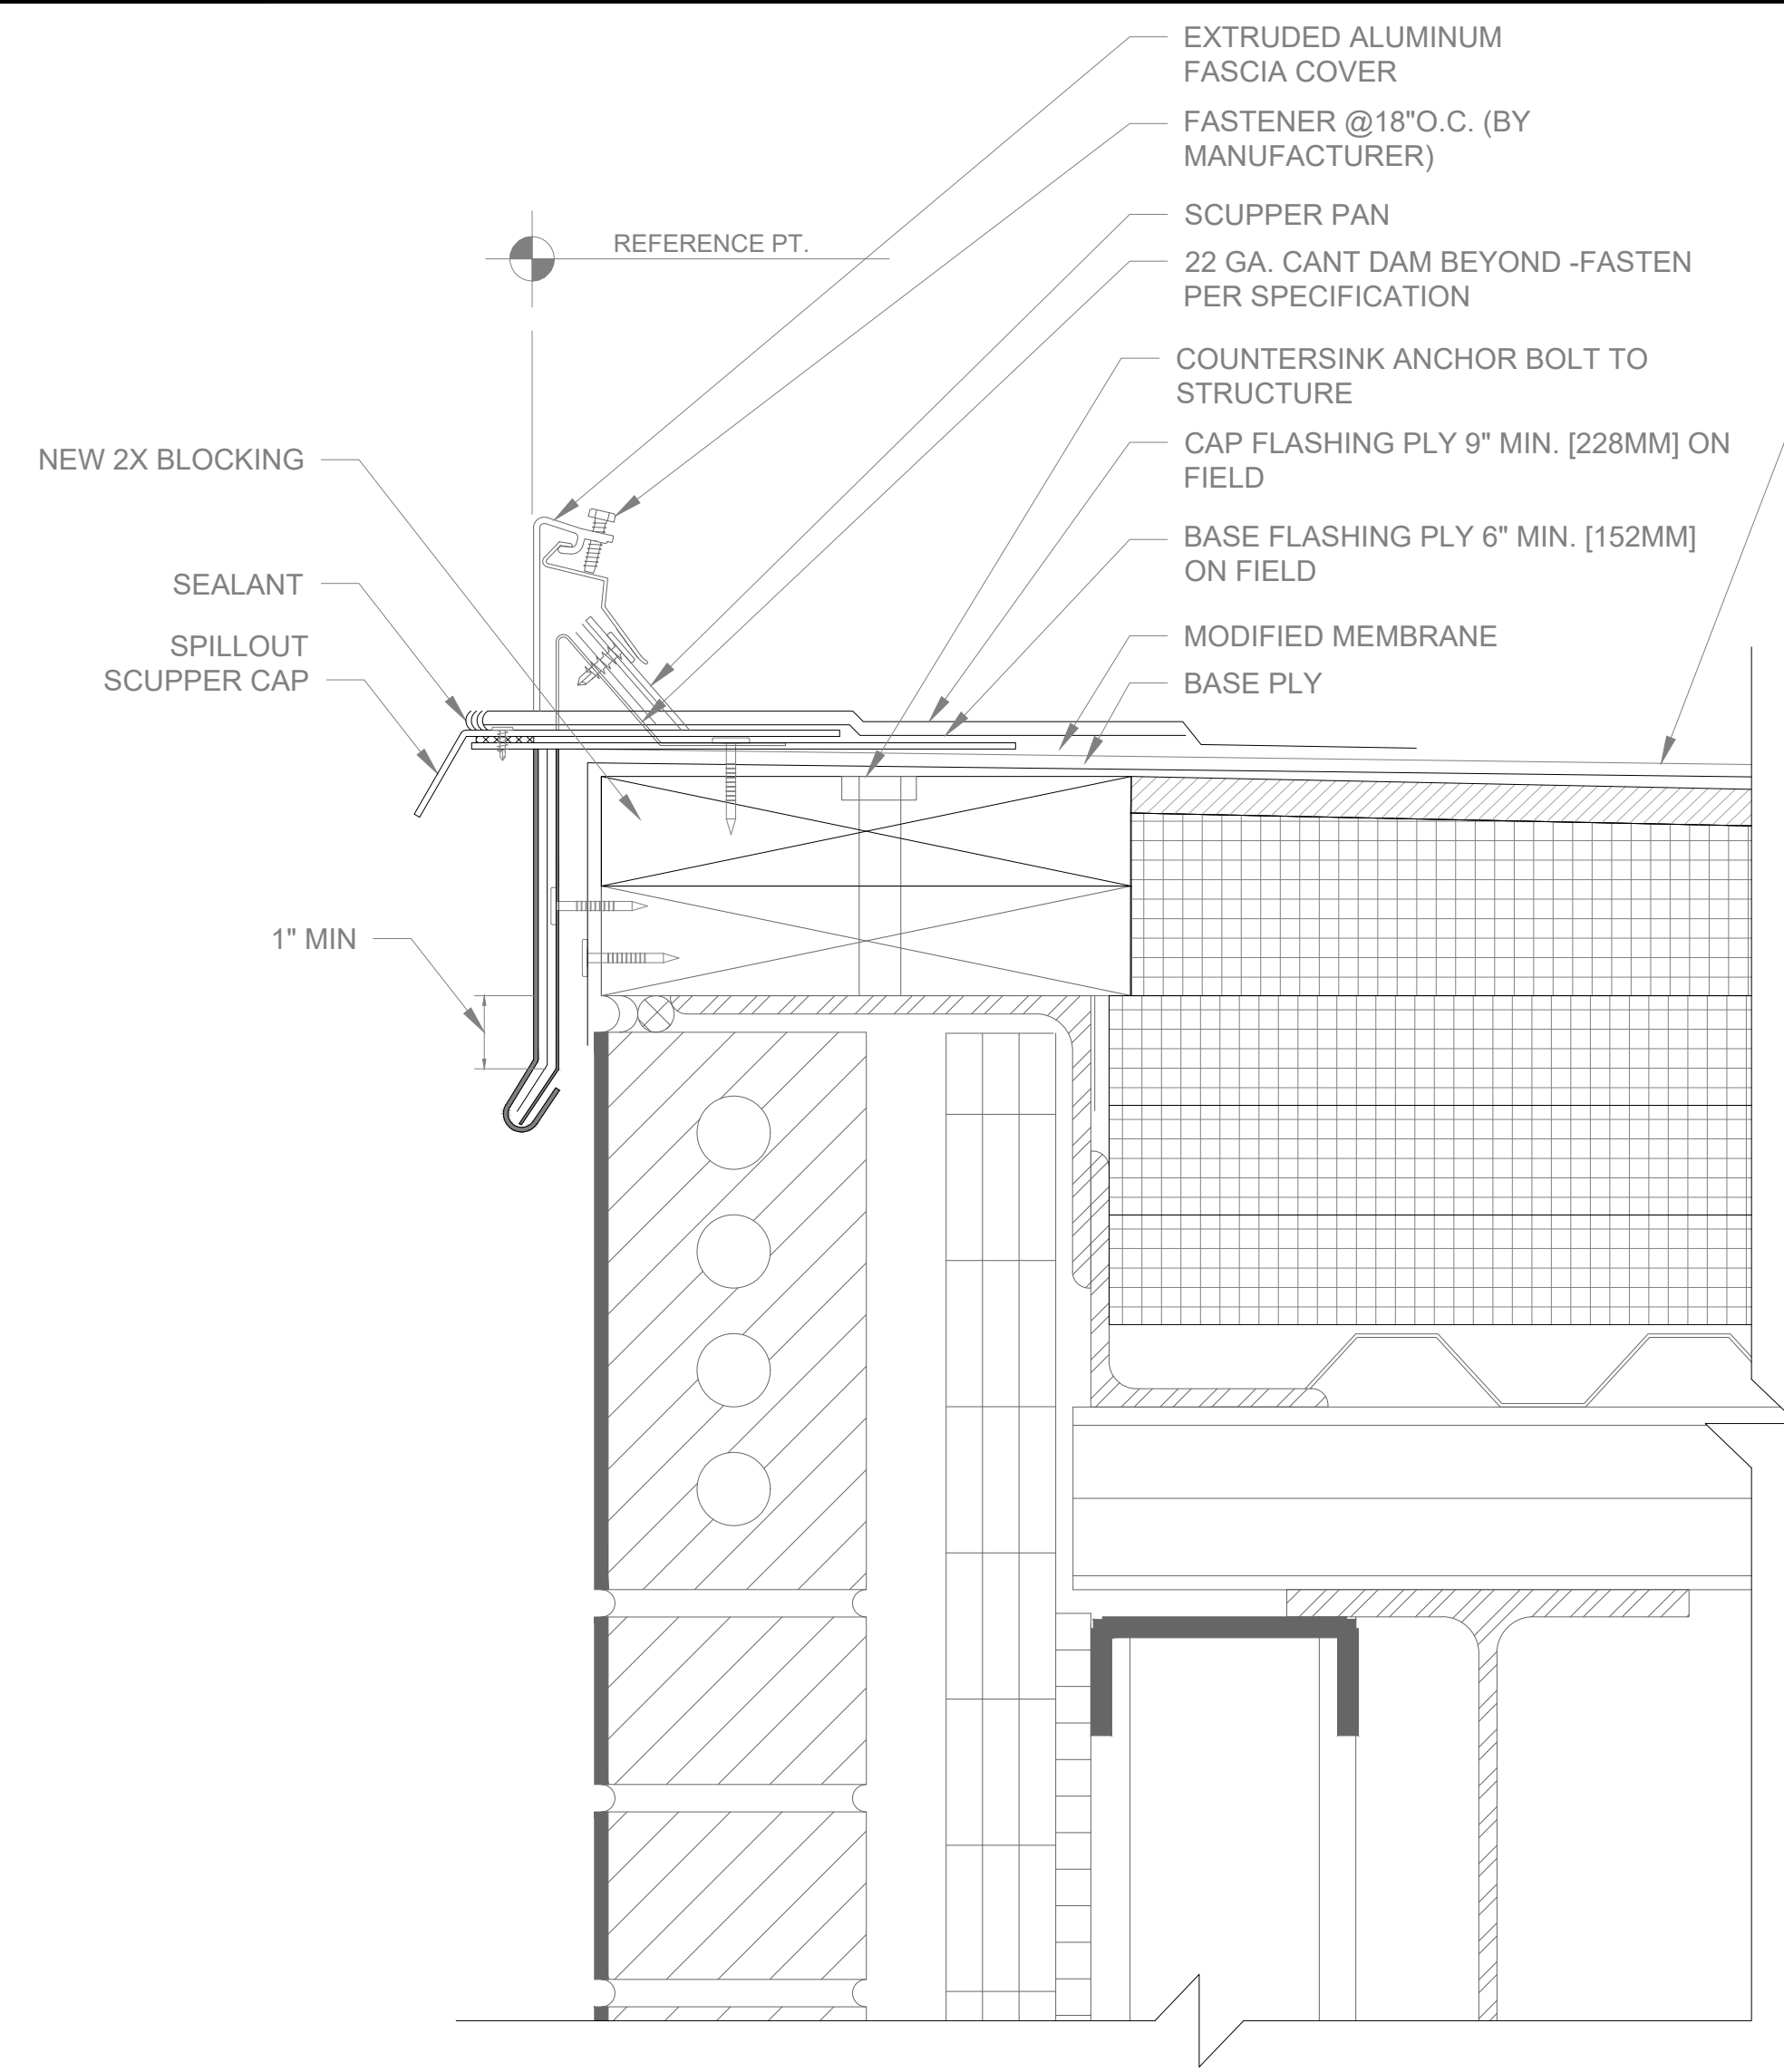 EXTRUDED ALUMINUM
FASCIA COVER
FASTENER @18"O.C. (BY
MANUFACTURER)
SCUPPER PAN
REFERENCE PT.
22 GA. CANT DAM BEYOND -FASTEN
PER SPECIFICATION
COUNTERSINK ANCHOR BOLT TO
STRUCTURE
CAP FLASHING PLY 9" MIN. [228MM] ON
FIELD
NEW 2X BLOCKING
BASE FLASHING PLY 6" MIN. [152MM]
ON FIELD
SEALANT
SPILLOUT
SCUPPER CAP
MODIFIED MEMBRANE
BASE PLY
1" MIN